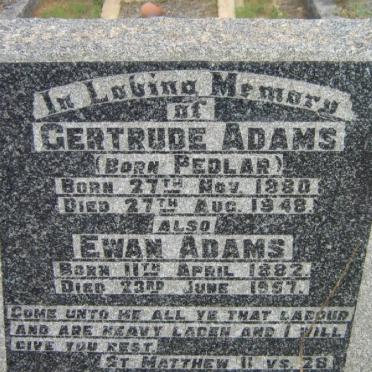 In Loving Memory
of
GERTRUDE ADAMS
(BORN PEDLAR)
BORN 27TH NOV. 1880
DIED 27TH AUG. 1948.
ALSO
EWAN ADAMS
BORN 11TH APRIL 1882.
DIED 23RD JUNE 1957.
COME UNTO ME ALL YE THAT LABOUR
AND ARE HEAVY LADEN AND I WILL
GIVE YOU REST.
ST MATTHEW 11 VS. 28